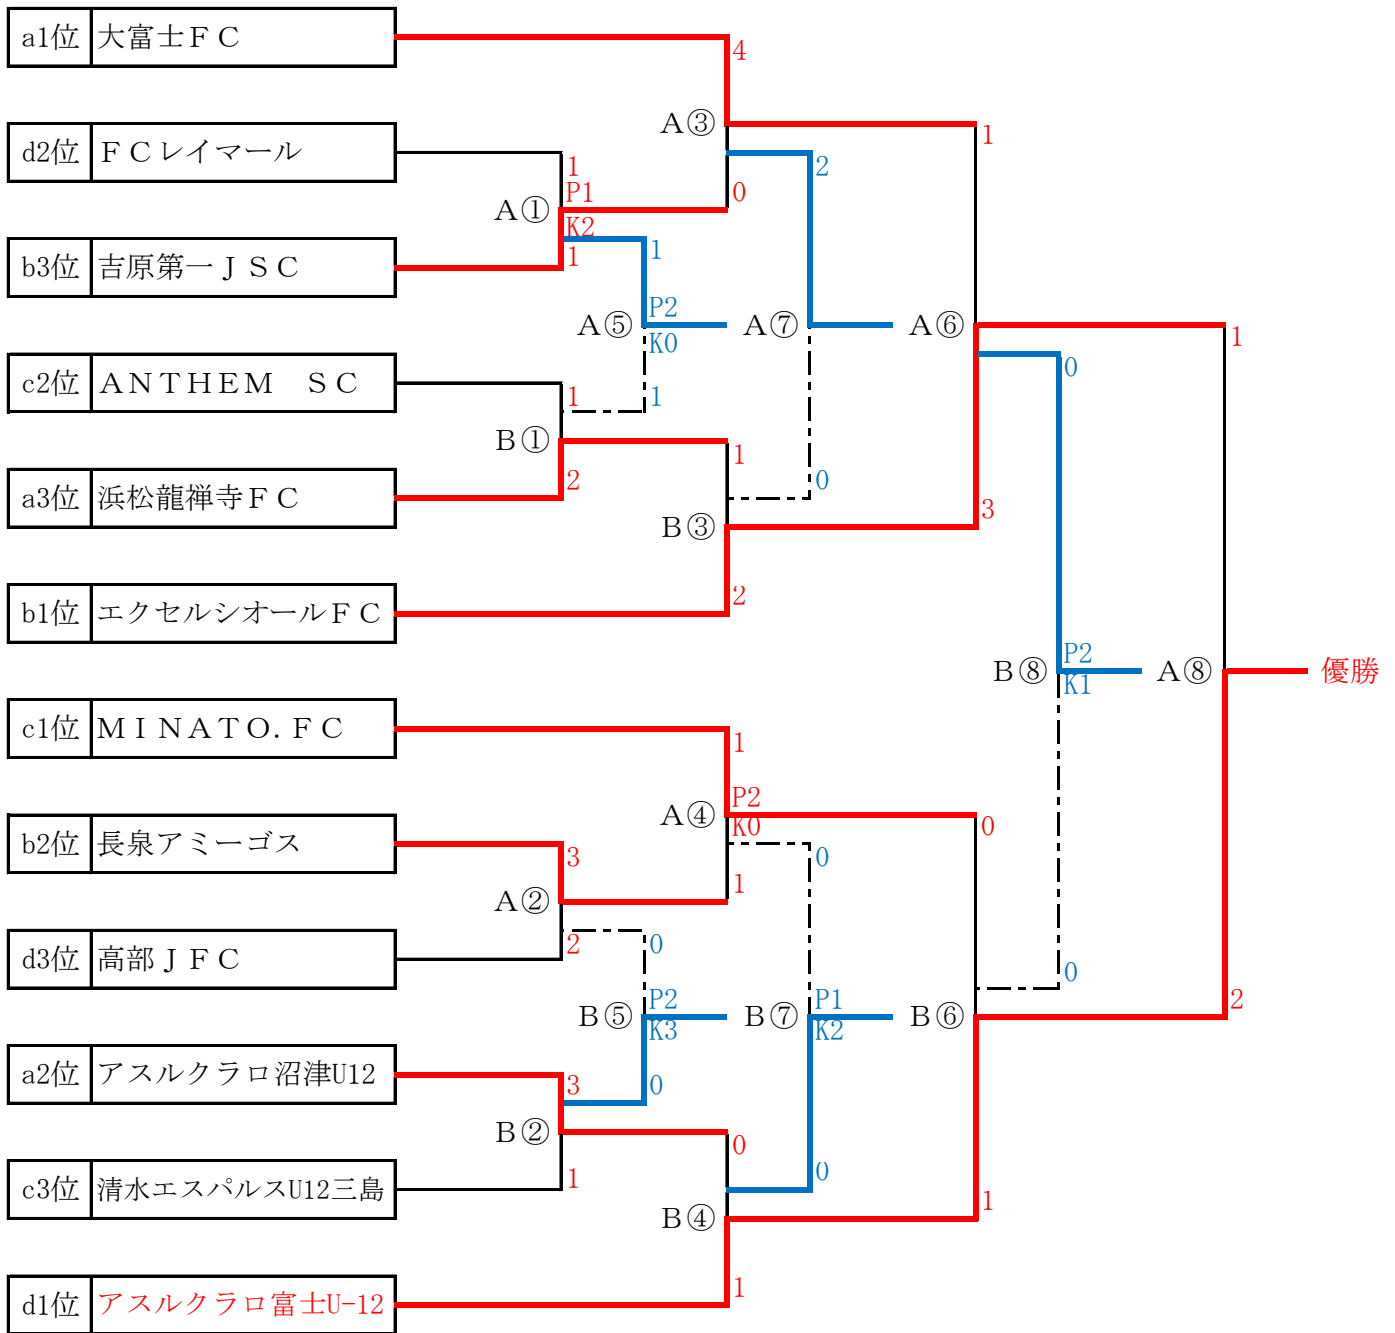 a1位 大富士ＦＣ
4
A③
1
d2位 ＦＣレイマール
1
2
P1
0
A①
K2
b3位 吉原第一ＪＳＣ
1
1
P2
A⑤
A⑦
A⑥
K0
1
0
c2位 ＡＮＴＨＥＭ　ＳＣ
1
1
B①
1
a3位 浜松龍禅寺ＦＣ
2
0
3
B③
b1位 エクセルシオールＦＣ
2
P2
B⑧
A⑧
優勝
K1
c1位 ＭＩＮＡＴＯ．ＦＣ
1
P2
A④
K0
0
b2位 長泉アミーゴス
3
0
1
A②
d3位 高部ＪＦＣ
2
0
0
P2
P1
2
B⑤
B⑦
B⑥
K3
K2
a2位 アスルクラロ沼津U12
3
0
B②
0
0
c3位 清水エスパルスU12三島
1
1
B④
d1位 アスルクラロ富士U-12
1